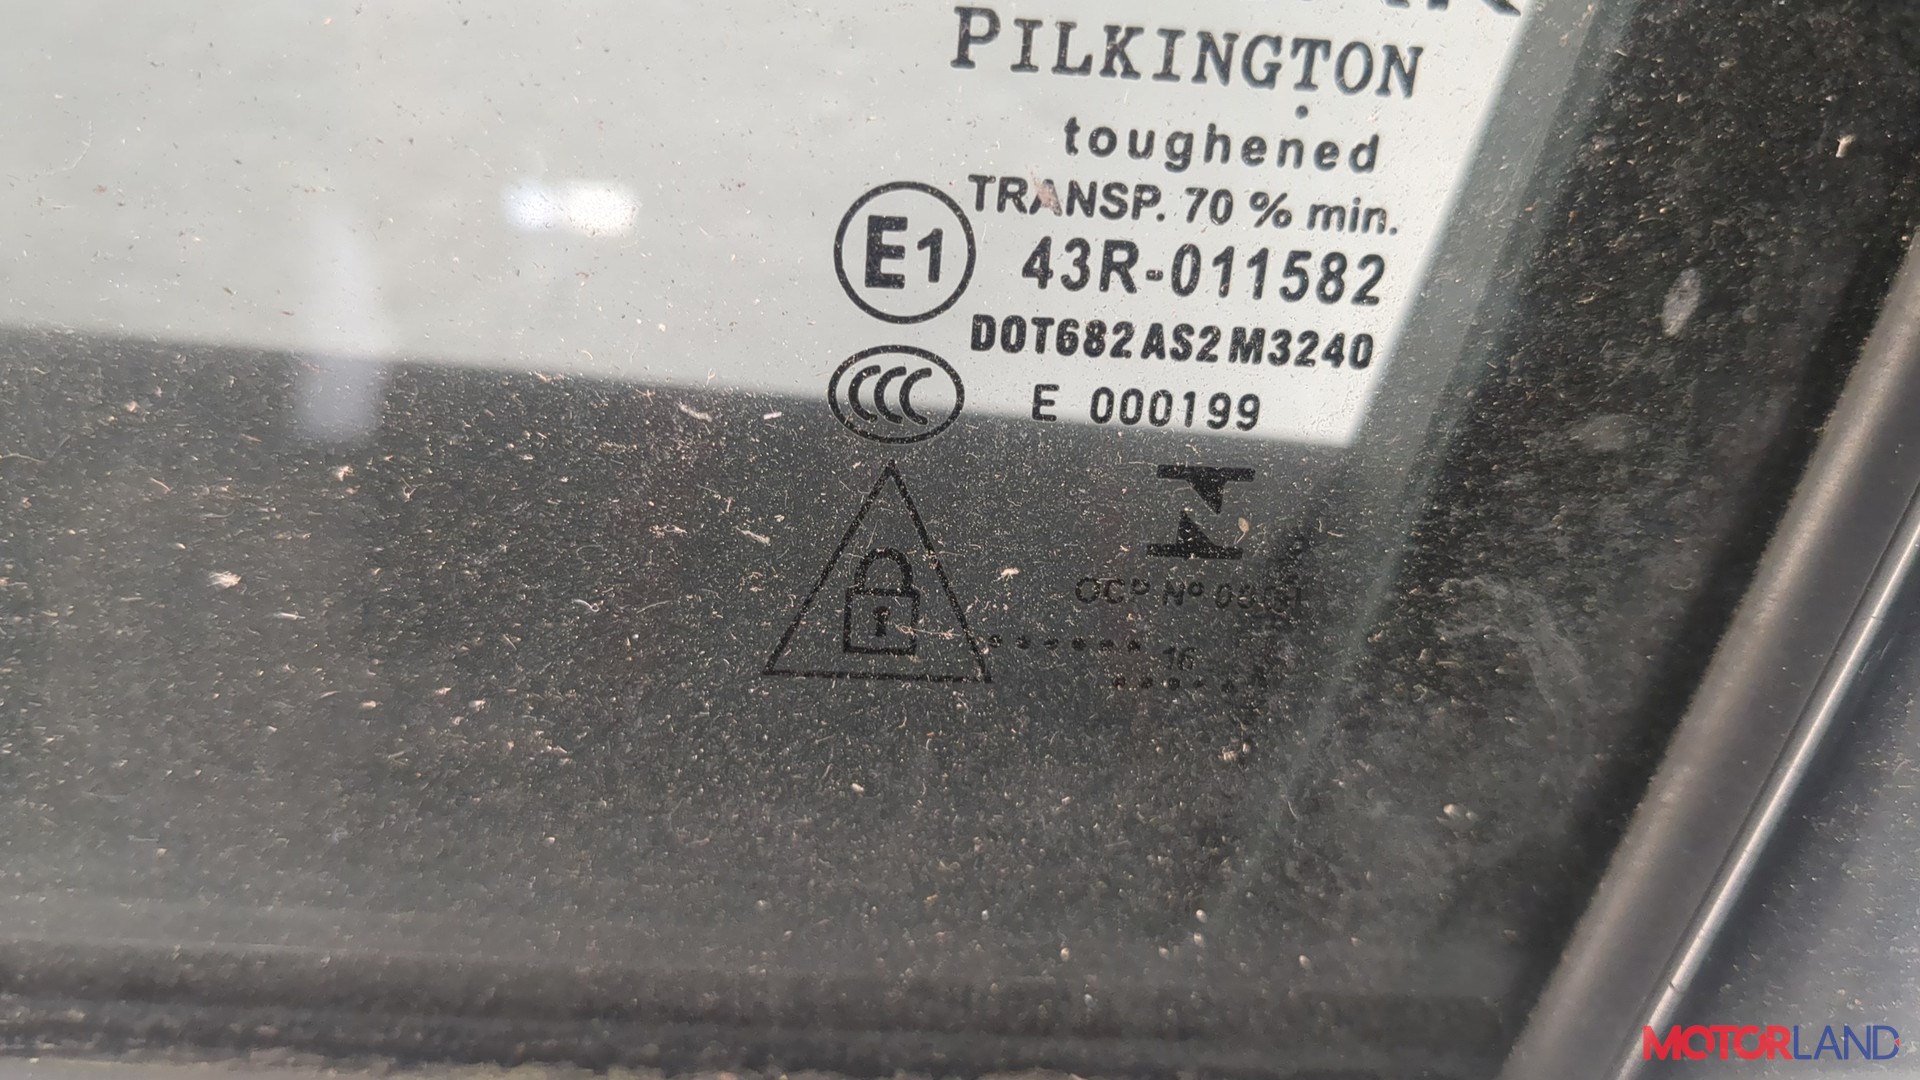 PILKINGTON
toughened
TRANSP. 70 % min.
E1 43R-011582
DOT682 AS2 M3240
CCC E 000199
16
MOTORLAND